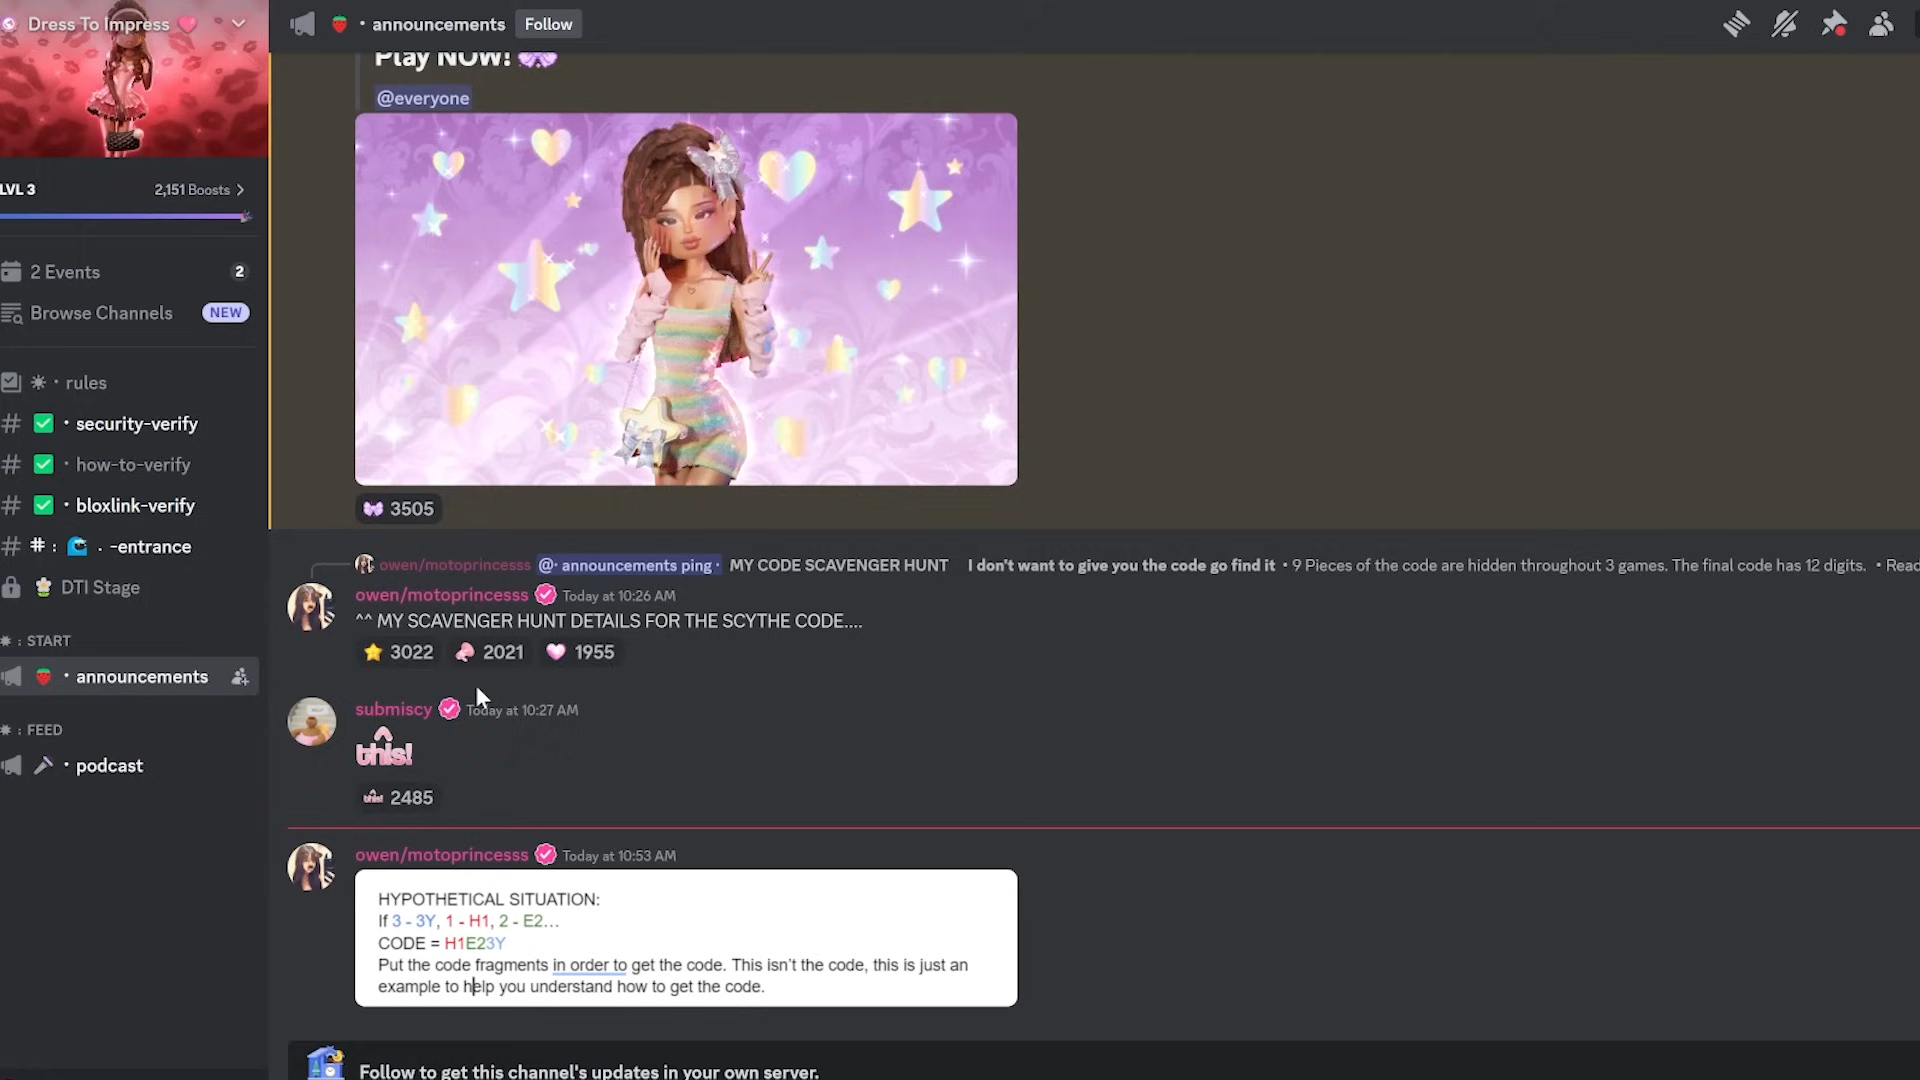 Dress To Impress
LVL 3
2,151 Boosts
2 Events
2
Browse Channels
NEW
rules
security-verify
how-to-verify
bloxlink-verify
# : . -entrance
DTI Stage
: START
announcements
: FEED
podcast
announcements
Follow
Play NOW!
@everyone
3505
owen/motoprincesss @· announcements ping · MY CODE SCAVENGER HUNT I don't want to give you the code go find it • 9 Pieces of the code are hidden throughout 3 games. The final code has 12 digits. • Read
owen/motoprincesss Today at 10:26 AM
^^ MY SCAVENGER HUNT DETAILS FOR THE SCYTHE CODE....
3022 2021 1955
submiscy Today at 10:27 AM
this!
this! 2485
owen/motoprincesss Today at 10:53 AM
HYPOTHETICAL SITUATION:
If 3 - 3Y, 1 - H1, 2 - E2...
CODE = H1E23Y
Put the code fragments in order to get the code. This isn't the code, this is just an
example to help you understand how to get the code.
Follow to get this channel's updates in your own server.